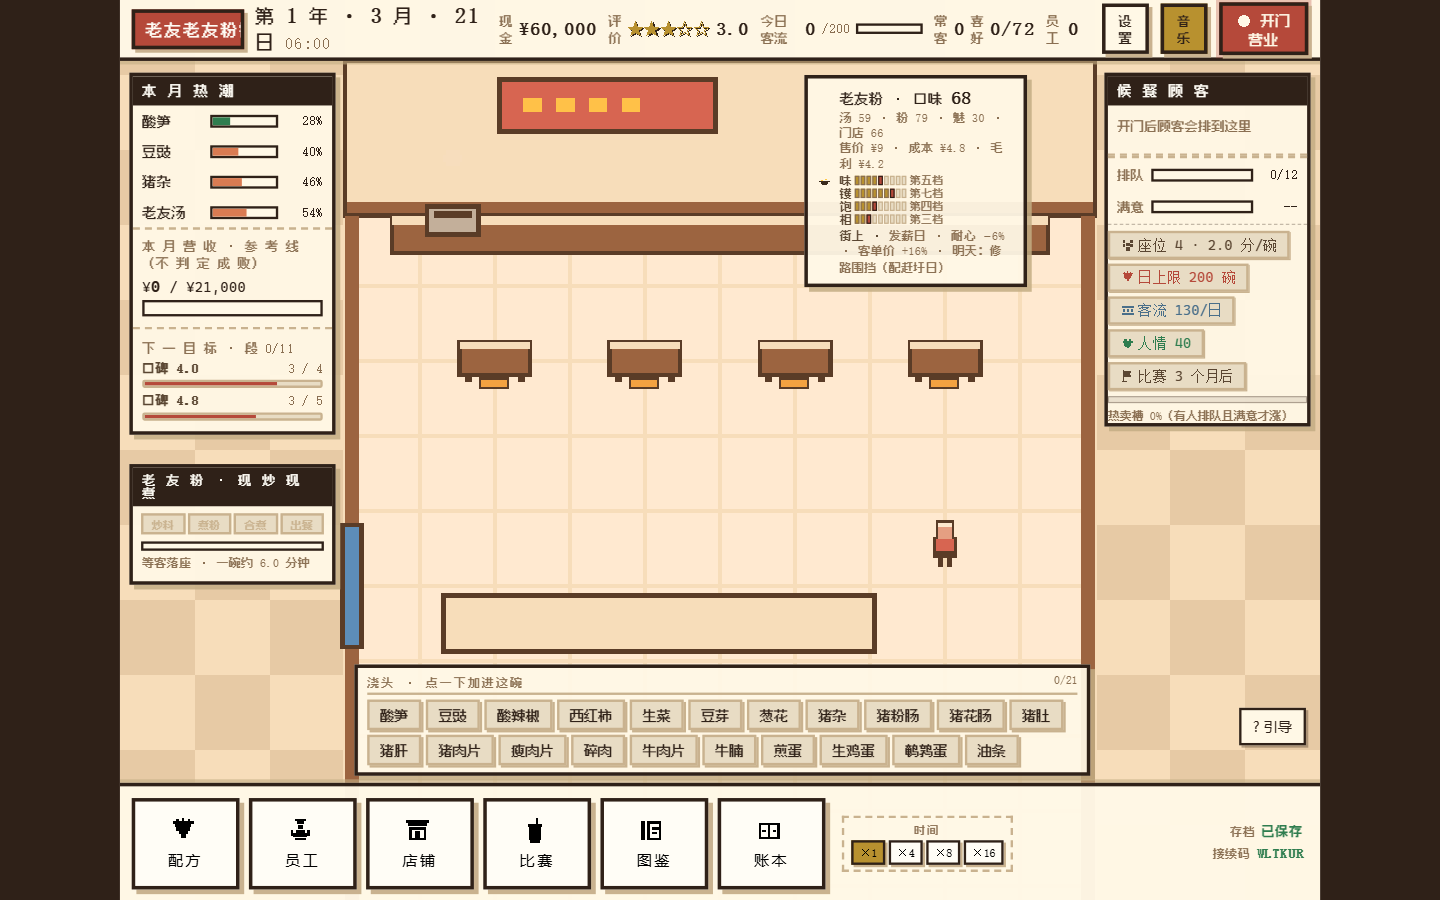 老友老友粉
第 1 年 · 3 月 · 21 日 06:00
现金 ¥60,000
评价 3.0
今日客流 0 /200
常客 0
喜好 0/72
员工 0
设置
音乐
开门营业
本月热潮
酸笋 28%
豆豉 40%
猪杂 46%
老友汤 54%
本月营收 · 参考线
(不判定成败)
¥0 / ¥21,000
下一目标 · 段 0/11
口碑 4.0 3 / 4
口碑 4.8 3 / 5
老友粉 · 现炒现煮
炒料 煮粉 合煮 出餐
等客落座 · 一碗约 6.0 分钟
老友粉 · 口味 68
汤 59 · 粉 79 · 魅 30 ·
门店 66
售价 ¥9 · 成本 ¥4.8 · 毛
利 ¥4.2
味 第五档
镬 第七档
饱 第四档
相 第三档
街上 · 发薪日 · 耐心 −6%
· 客单价 +16% · 明天：修
路围挡（配赶圩日）
候餐顾客
开门后顾客会排到这里
排队 0/12
满意 --
座位 4 · 2.0 分/碗
日上限 200 碗
客流 130/日
人情 40
比赛 3 个月后
热卖槽 0%（有人排队且满意才涨）
浇头 · 点一下加进这碗 0/21
酸笋 豆豉 酸辣椒 西红柿 生菜 豆芽 葱花 猪杂 猪粉肠 猪花肠 猪肚
猪肝 猪肉片 瘦肉片 碎肉 牛肉片 牛腩 煎蛋 生鸡蛋 鹌鹑蛋 油条
?引导
配方
员工
店铺
比赛
图鉴
账本
时间
×1 ×4 ×8 ×16
存档 已保存
接续码 WLTKUR